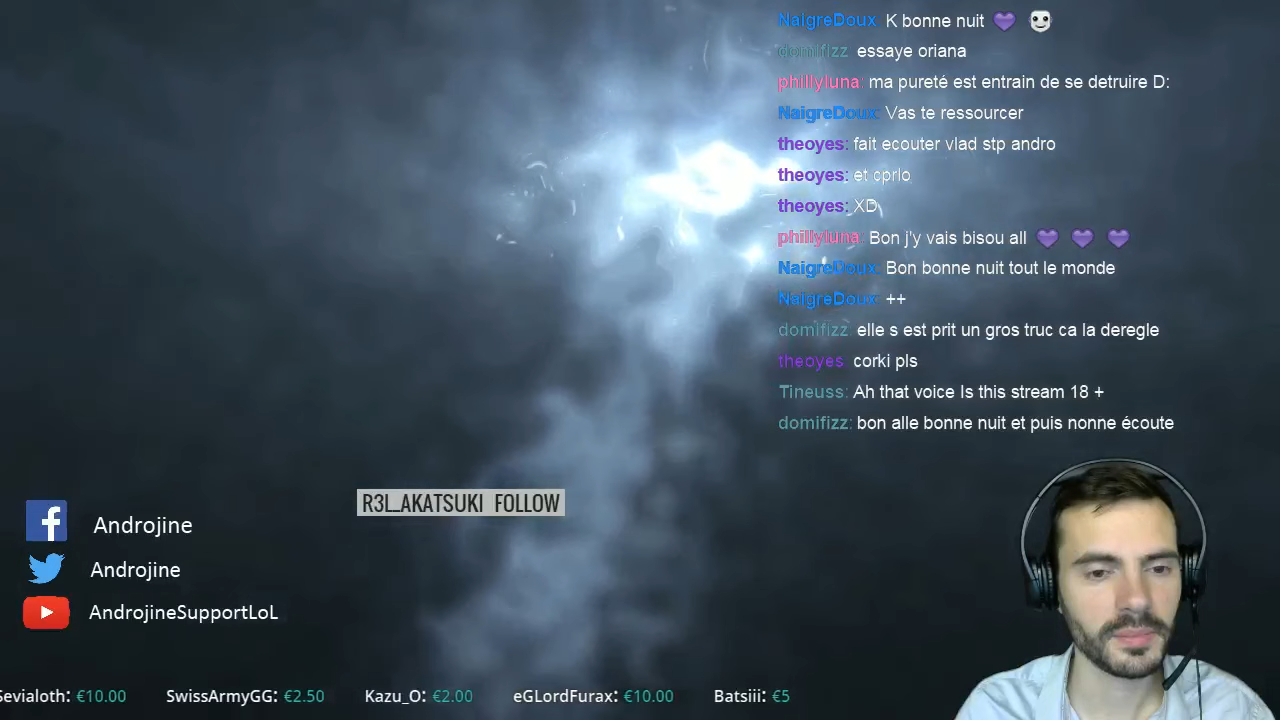 NaigreDoux: K bonne nuit
domifizz: essaye oriana
phillyluna: ma pureté est entrain de se detruire D:
NaigreDoux: Vas te ressourcer
theoyes: fait ecouter vlad stp andro
theoyes: et cprio
theoyes: XD
phillyluna: Bon j'y vais bisou all
NaigreDoux: Bon bonne nuit tout le monde
NaigreDoux: ++
domifizz: elle s est prit un gros truc ca la deregle
theoyes: corki pls
Tineuss: Ah that voice Is this stream 18 +
domifizz: bon alle bonne nuit et puis nonne écoute
R3L_AKATSUKI FOLLOW
Androjine
Androjine
AndrojineSupportLoL
Sevialoth: €10.00 SwissArmyGG: €2.50 Kazu_O: €2.00 eGLordFurax: €10.00 Batsiii: €5